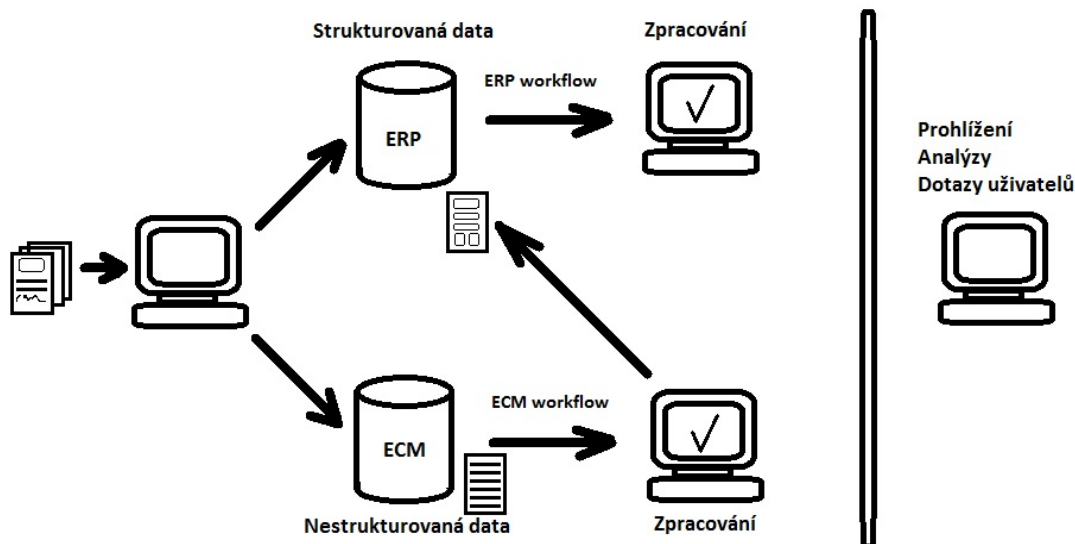 Strukturovaná data
Zpracování
ERP workflow
ERP
Prohlížení
Analýzy
Dotazy uživatelů
ECM workflow
ECM
Nestrukturovaná data
Zpracování